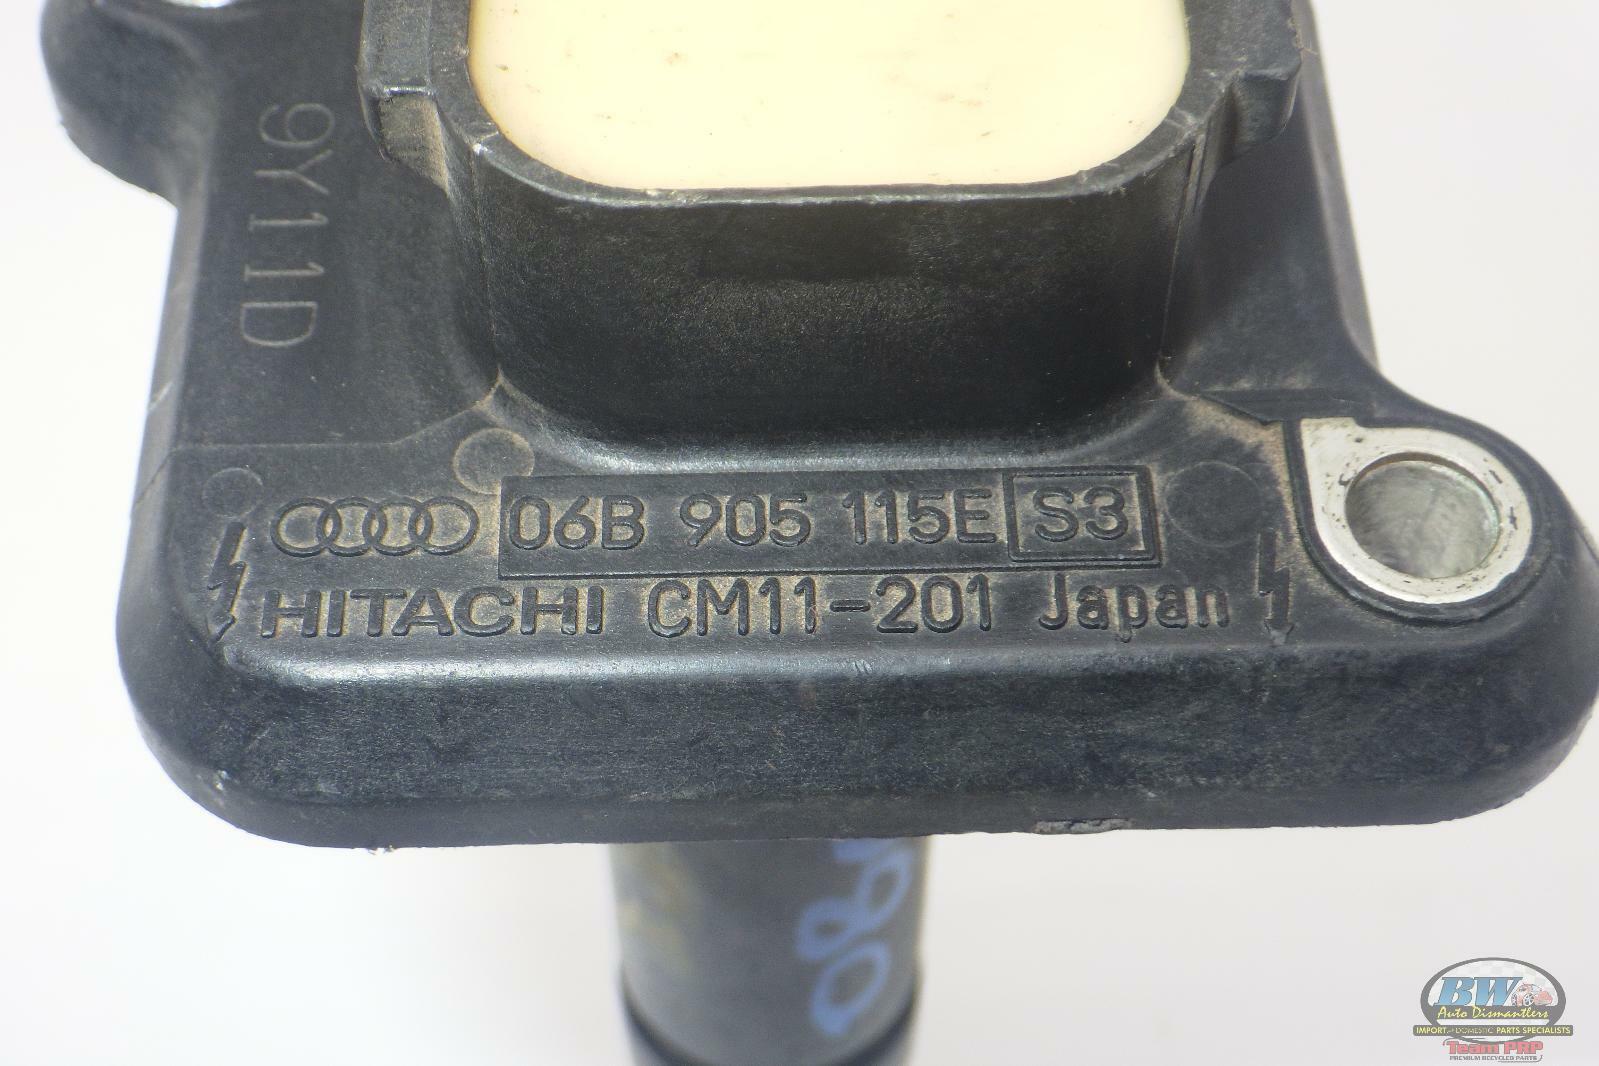 9Y11D
06B 905 115E S3
HITACHI CM11-201 Japan
BW
Auto Dismantlers
IMPORT AND DOMESTIC PARTS SPECIALISTS
Team PRP
PREMIUM RECYCLED PARTS